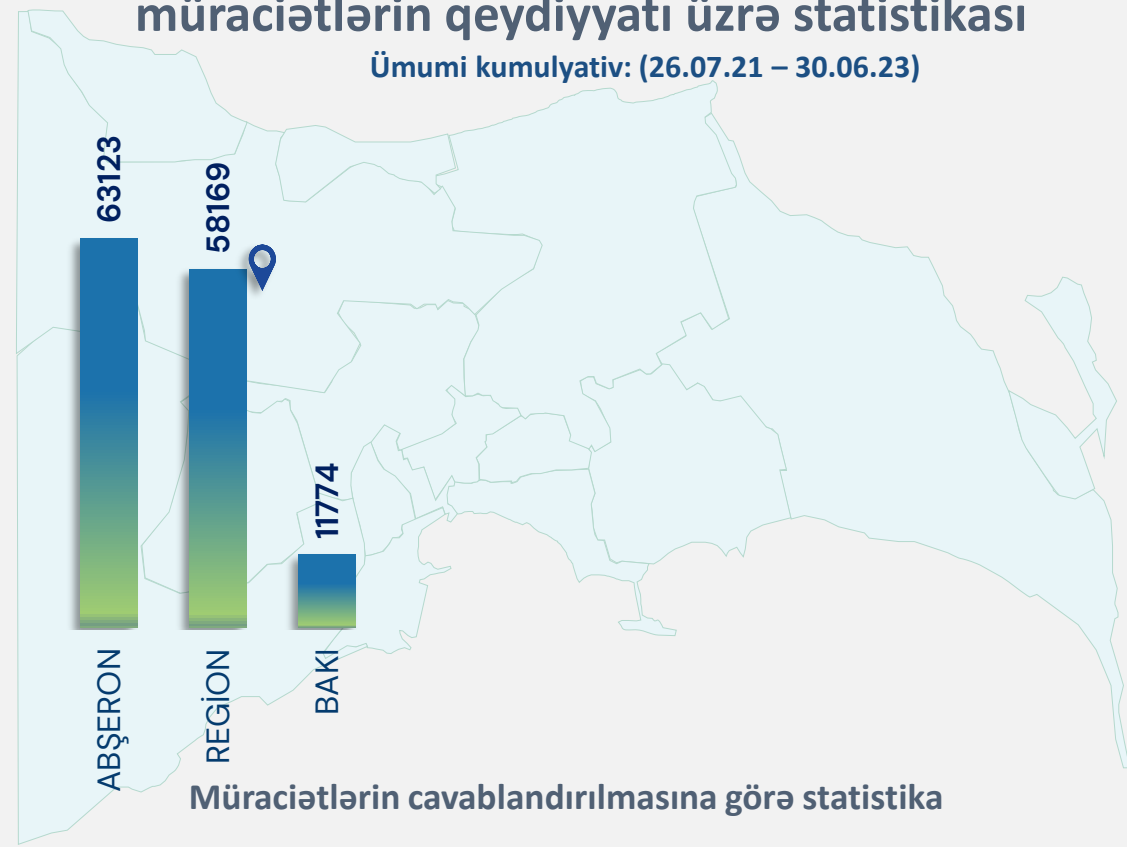 müraciətlərin qeydiyyatı üzrə statistikası
Ümumi kumulyativ: (26.07.21 – 30.06.23)
63123
58169
11774
ABŞERON
REGİON
BAKI
Müraciətlərin cavablandırılmasına görə statistika